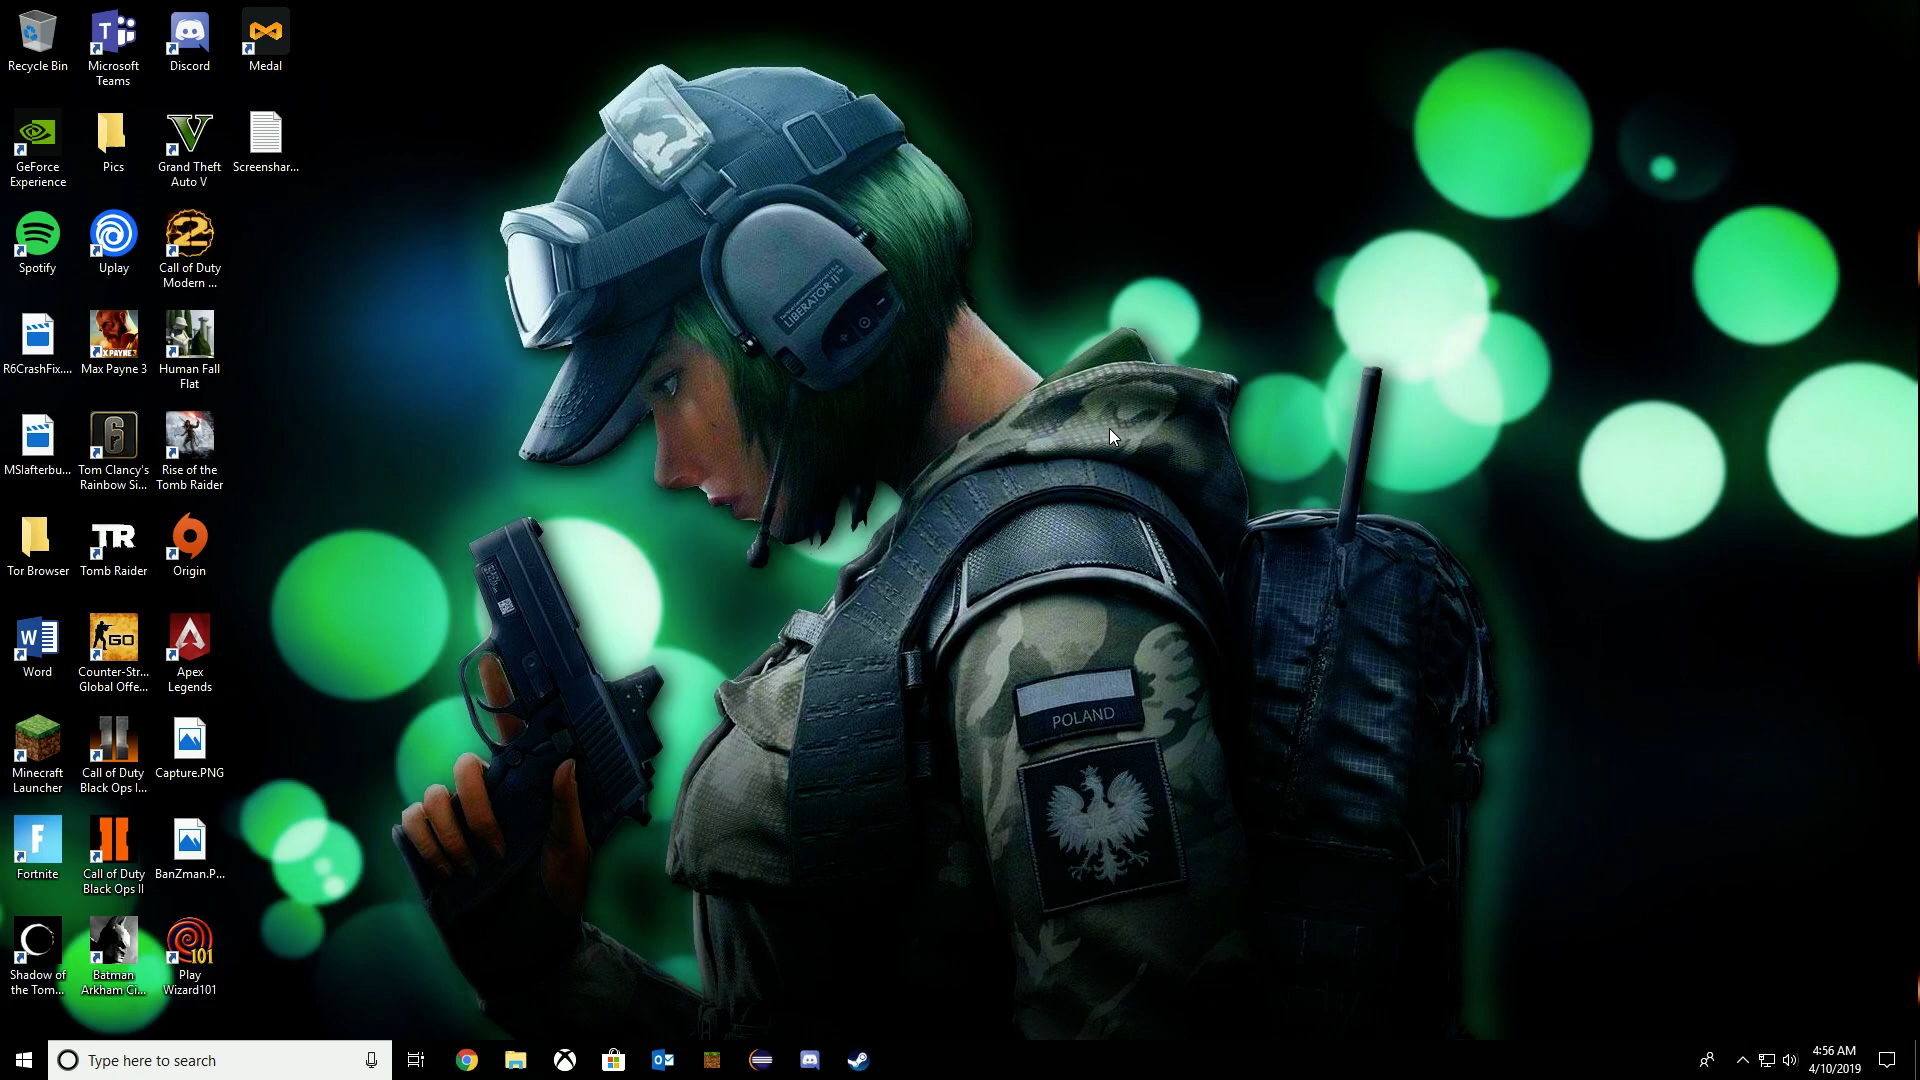 Recycle Bin
Microsoft
Teams
Discord
Medal
GeForce
Experience
Pics
Grand Theft
Auto V
Screenshar...
Spotify
Uplay
Call of Duty
Modern ...
R6CrashFix....
Max Payne 3
Human Fall
Flat
MSIafterbu...
Tom Clancy's
Rainbow Si...
Rise of the
Tomb Raider
Tor Browser
Tomb Raider
Origin
Word
Counter-Str...
Global Offe...
Apex
Legends
Minecraft
Launcher
Call of Duty
Black Ops I...
Capture.PNG
Fortnite
Call of Duty
Black Ops II
BanZman.P...
Shadow of
the Tom...
Batman
Arkham Ci...
Play
Wizard101
LIBERATOR II
POLAND
Type here to search
4:56 AM
4/10/2019